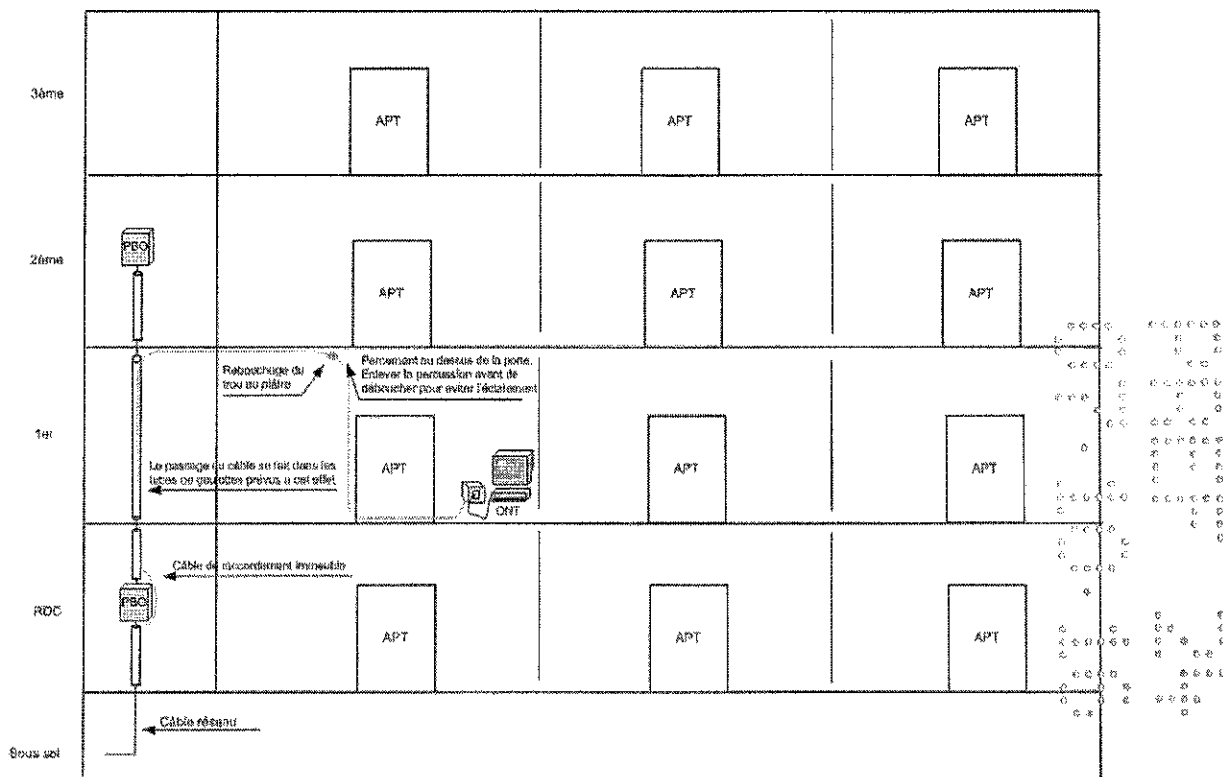 3ème
APT
APT
APT
PBO
2ème
APT
APT
APT
Rebouchage du
trou au plâtre
Percement au dessus de la porte.
Enlever la percussion avant de
déboucher pour eviter l'éclatement
1er
Le passage du câble se fait dans les
tubes ou goulottes prévus a cet effet
APT
ONT
APT
APT
Câble de raccordement immeuble
RDC
PBO
APT
APT
APT
Câble réseau
Sous sol